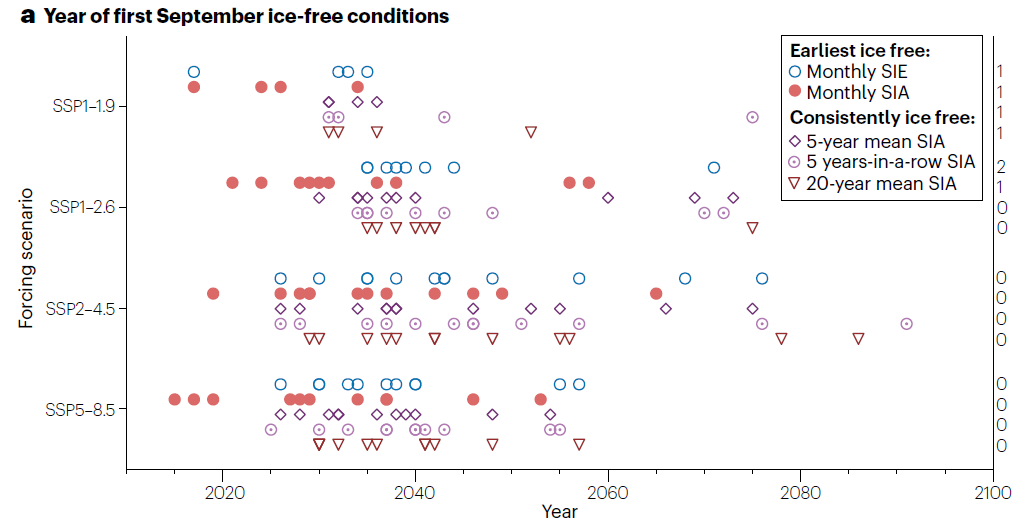 a Year of first September ice-free conditions
Earliest ice free:
Monthly SIE
Monthly SIA
Consistently ice free:
5-year mean SIA
5 years-in-a-row SIA
20-year mean SIA
Forcing scenario
SSP1–1.9
1
1
1
1
SSP1–2.6
2
1
0
0
SSP2–4.5
0
0
0
0
SSP5–8.5
0
0
0
0
2020 2040 2060 2080 2100
Year